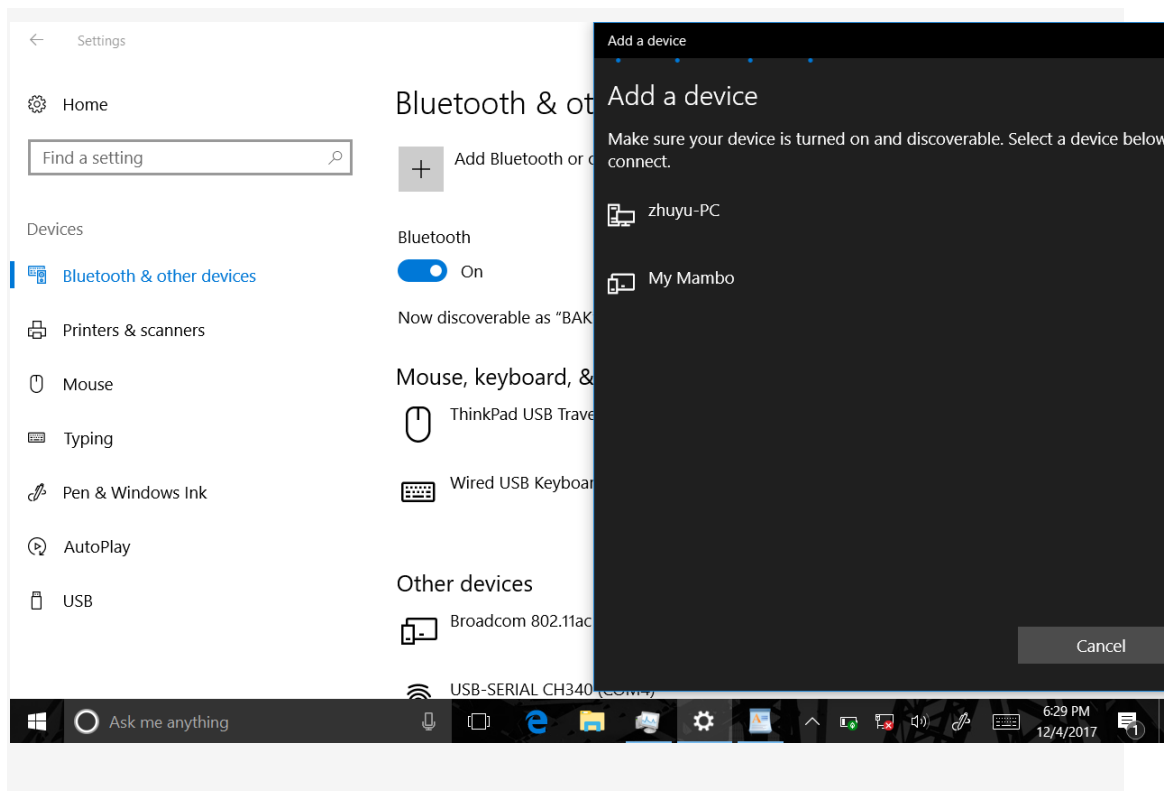 Settings
Home
Find a setting
Devices
Bluetooth & other devices
Printers & scanners
Mouse
Typing
Pen & Windows Ink
AutoPlay
USB
Bluetooth & ot
Add Bluetooth or
Bluetooth
On
Now discoverable as “BAK
Mouse, keyboard, &
ThinkPad USB Trave
Wired USB Keyboar
Other devices
Broadcom 802.11ac
USB-SERIAL CH340 (COM4)
Add a device
Add a device
Make sure your device is turned on and discoverable. Select a device below
connect.
zhuyu-PC
My Mambo
Cancel
Ask me anything
6:29 PM
12/4/2017
1